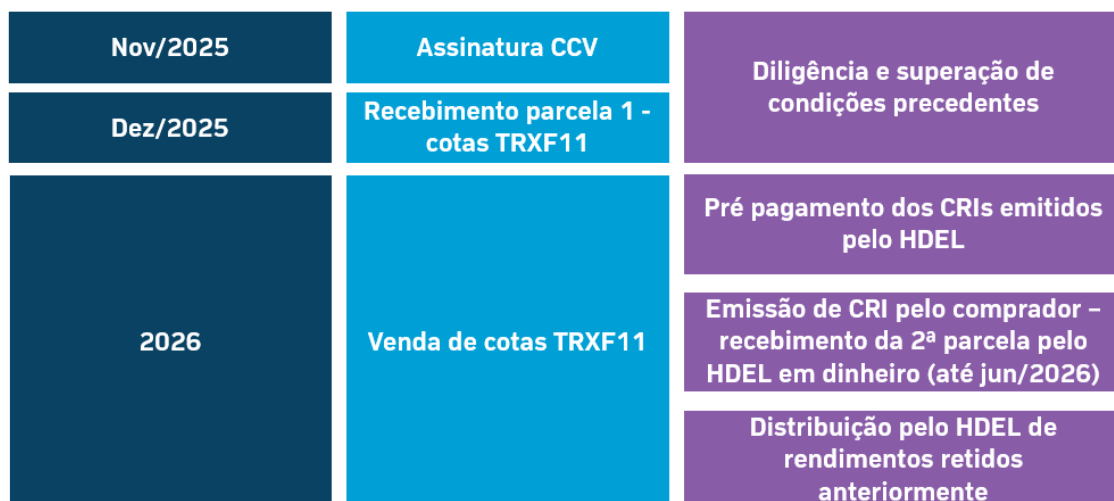 Nov/2025
Assinatura CCV
Diligência e superação de
condições precedentes
Dez/2025
Recebimento parcela 1 -
cotas TRXF11
2026
Venda de cotas TRXF11
Pré pagamento dos CRIs emitidos
pelo HDEL
Emissão de CRI pelo comprador –
recebimento da 2ª parcela pelo
HDEL em dinheiro (até jun/2026)
Distribuição pelo HDEL de
rendimentos retidos
anteriormente